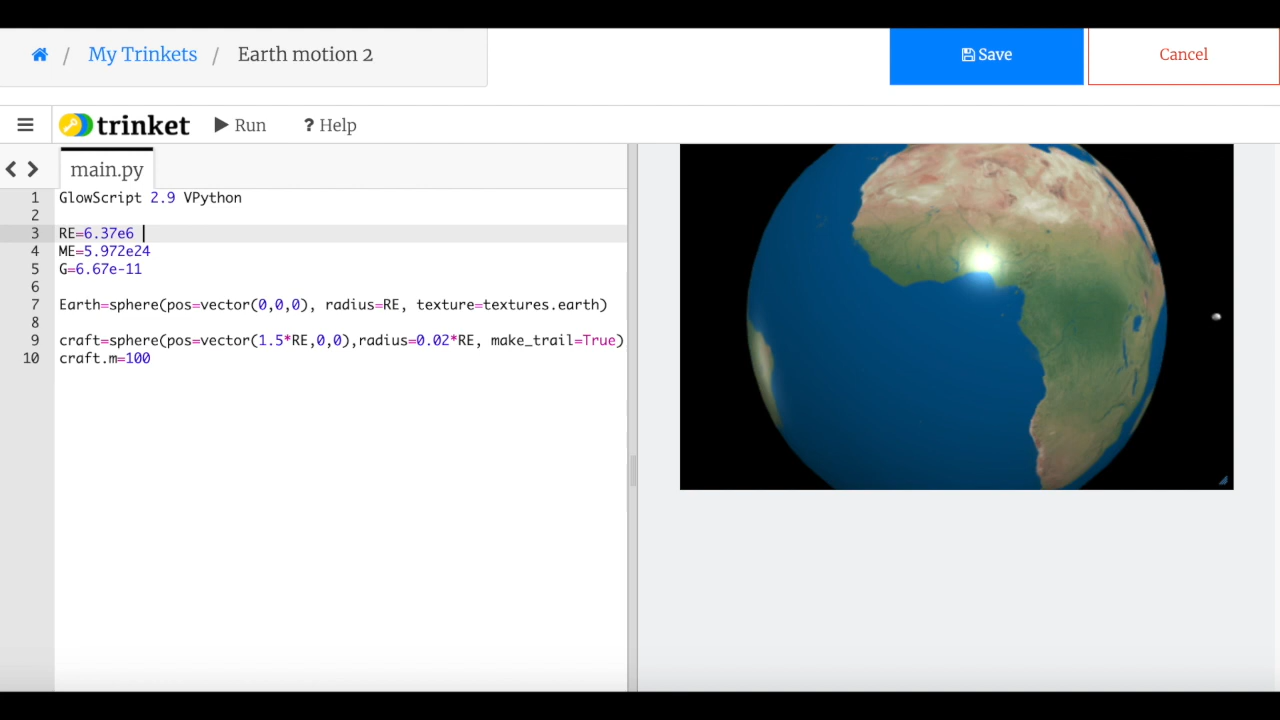 / My Trinkets / Earth motion 2
Save
Cancel
trinket
Run
? Help
main.py
1 GlowScript 2.9 VPython
2
3 RE=6.37e6
4 ME=5.972e24
5 G=6.67e-11
6
7 Earth=sphere(pos=vector(0,0,0), radius=RE, texture=textures.earth)
8
9 craft=sphere(pos=vector(1.5*RE,0,0),radius=0.02*RE, make_trail=True)
10 craft.m=100